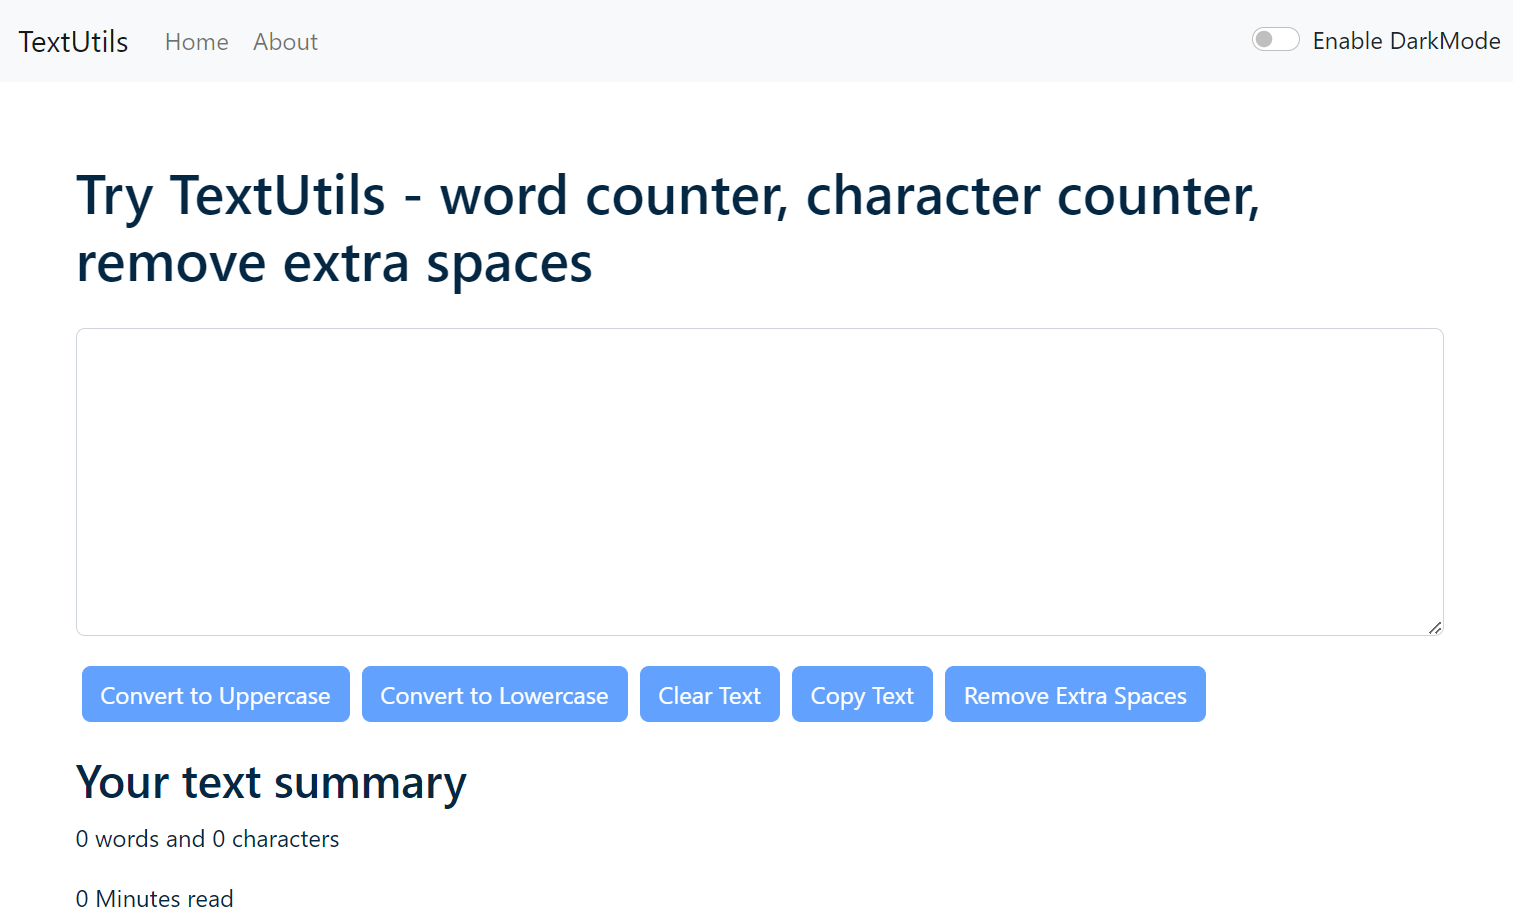 TextUtils Home About Enable DarkMode
Try TextUtils - word counter, character counter,
remove extra spaces
Convert to Uppercase Convert to Lowercase Clear Text Copy Text Remove Extra Spaces
Your text summary
0 words and 0 characters
0 Minutes read